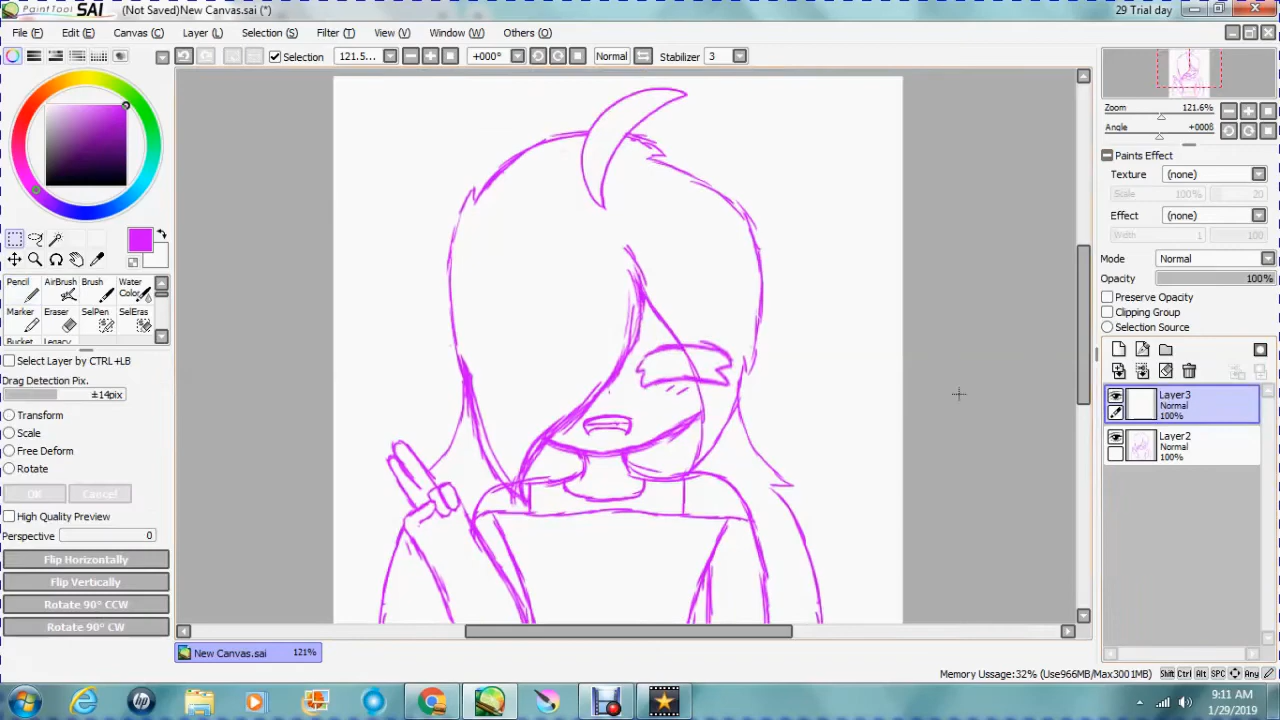 PaintTool SAI (Not Saved)New Canvas.sai (*) 29 Trial day
File (F) Edit (E) Canvas (C) Layer (L) Selection (S) Filter (T) View (V) Window (W) Others (O)
Selection 121.5... +000° Normal Stabilizer 3
Zoom 121.6%
Angle +0008
Paints Effect
Texture (none)
Scale 100% 20
Effect (none)
Width 1 100
Mode Normal
Opacity 100%
Preserve Opacity
Clipping Group
Selection Source
Layer3
Normal
100%
Layer2
Normal
100%
Pencil AirBrush Brush Water Color
Marker Eraser SelPen SelEras
Bucket Legacy
Select Layer by CTRL+LB
Drag Detection Pix.
±14pix
Transform
Scale
Free Deform
Rotate
OK Cancel
High Quality Preview
Perspective 0
Flip Horizontally
Flip Vertically
Rotate 90° CCW
Rotate 90° CW
New Canvas.sai 121%
Memory Ussage:32% (Use966MB/Max3001MB) Shift Ctrl Alt SPC Any
hp
9:11 AM
1/29/2019